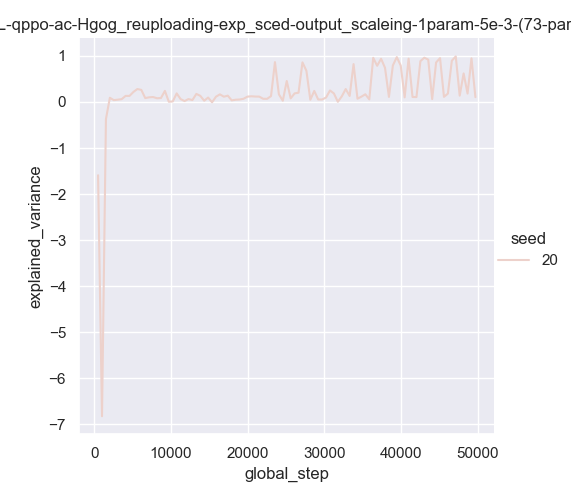 L-qppo-ac-Hgog_reuploading-exp_sced-output_scaleing-1param-5e-3-(73-par
1
0
−1
−2
−3
−4
−5
−6
−7
explained_variance
0 10000 20000 30000 40000 50000
global_step
seed
20